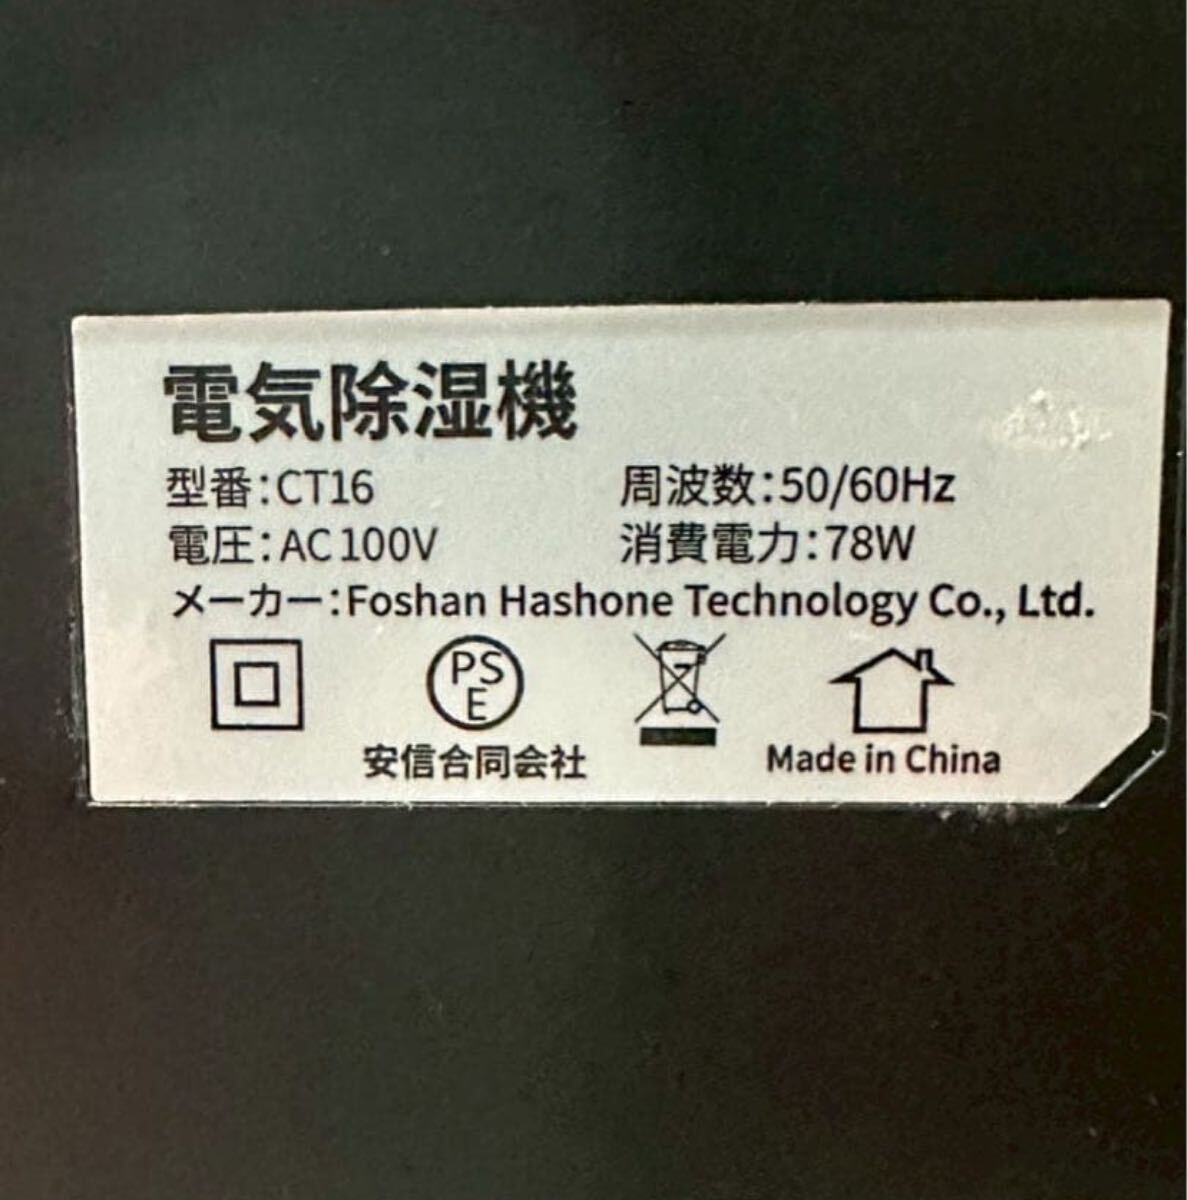 電気除湿機
型番:CT16 周波数:50/60Hz
電圧:AC100V 消費電力:78W
メーカー:Foshan Hashone Technology Co., Ltd.
PS
E
安信合同会社 Made in China